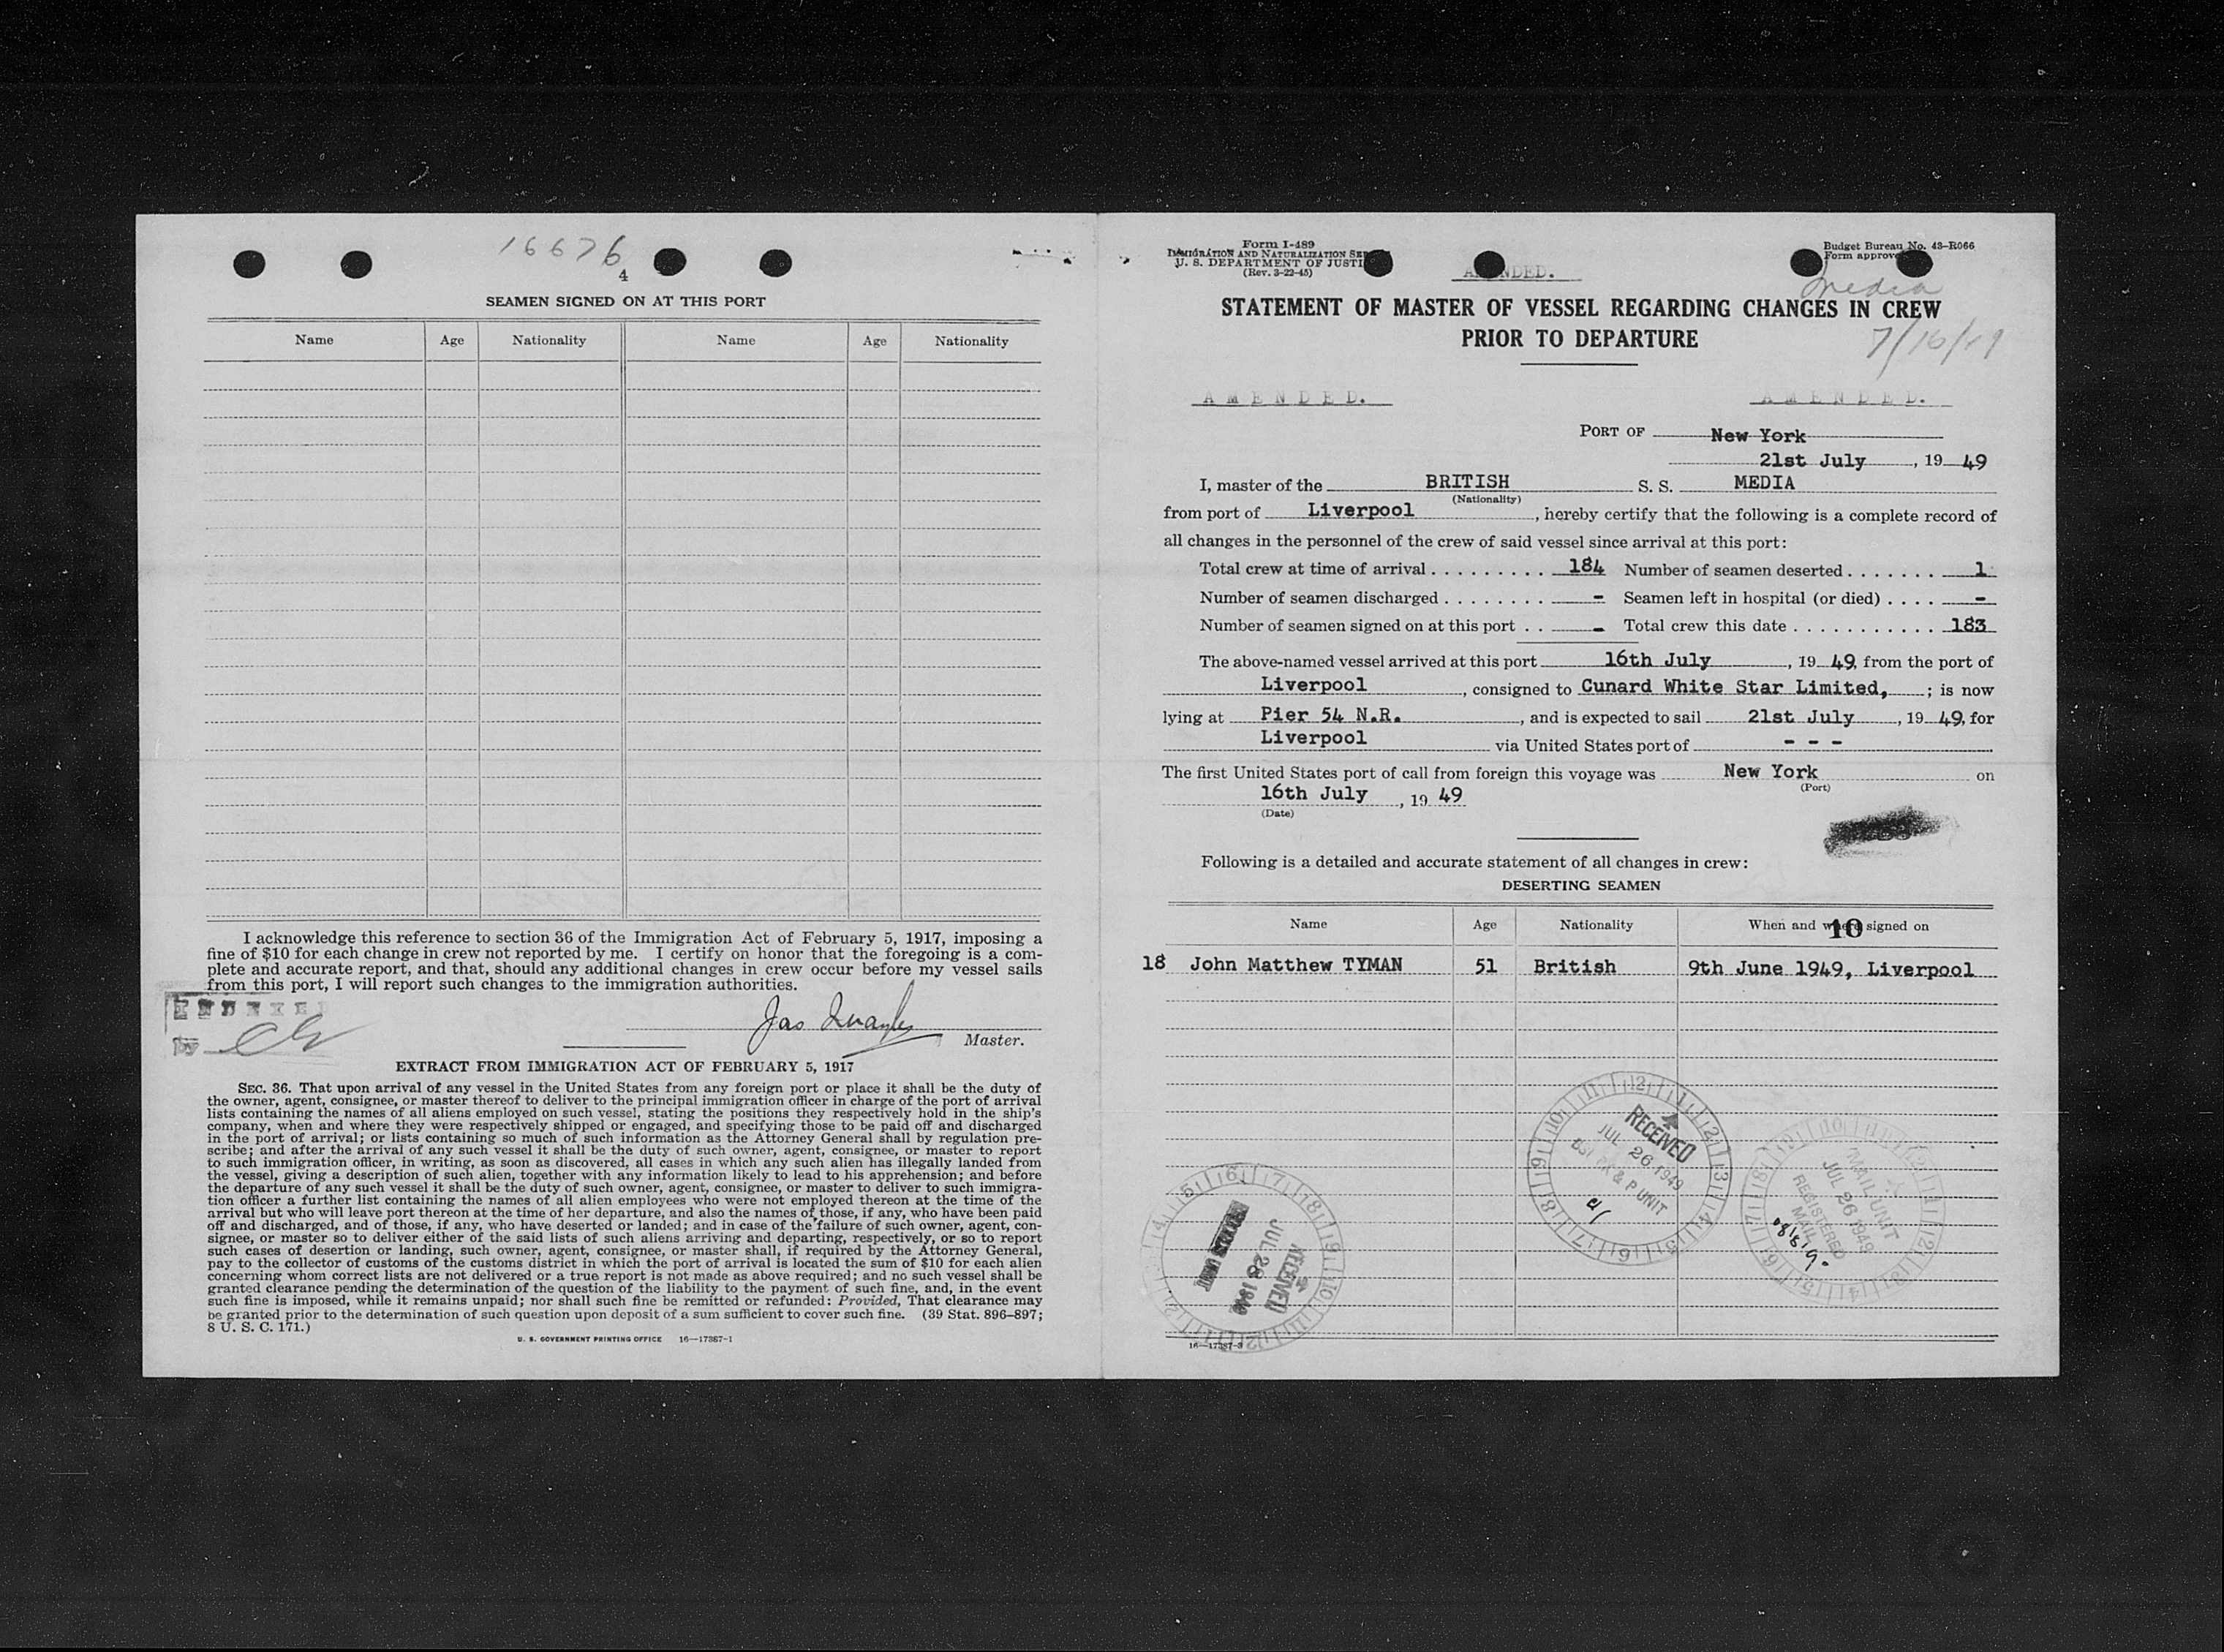 16676
4
SEAMEN SIGNED ON AT THIS PORT
Name Age Nationality Name Age Nationality
I acknowledge this reference to section 36 of the Immigration Act of February 5, 1917, imposing a
fine of $10 for each change in crew not reported by me. I certify on honor that the foregoing is a com-
plete and accurate report, and that, should any additional changes in crew occur before my vessel sails
from this port, I will report such changes to the immigration authorities.
by
Jas
Master.
EXTRACT FROM IMMIGRATION ACT OF FEBRUARY 5, 1917
SEC. 36. That upon arrival of any vessel in the United States from any foreign port or place it shall be the duty of
the owner, agent, consignee, or master thereof to deliver to the principal immigration officer in charge of the port of arrival
lists containing the names of all aliens employed on such vessel, stating the positions they respectively hold in the ship's
company, when and where they were respectively shipped or engaged, and specifying those to be paid off and discharged
in the port of arrival; or lists containing so much of such information as the Attorney General shall by regulation pre-
scribe; and after the arrival of any such vessel it shall be the duty of such owner, agent, consignee, or master to report
to such immigration officer, in writing, as soon as discovered, all cases in which any such alien has illegally landed from
the vessel, giving a description of such alien, together with any information likely to lead to his apprehension; and before
the departure of any such vessel it shall be the duty of such owner, agent, consignee, or master to deliver to such immigra-
tion officer a further list containing the names of all alien employees who were not employed thereon at the time of the
arrival but who will leave port thereon at the time of her departure, and also the names of those, if any, who have been paid
off and discharged, and of those, if any, who have deserted or landed; and in case of the failure of such owner, agent, con-
signee, or master so to deliver either of the said lists of such aliens arriving and departing, respectively, or so to report
such cases of desertion or landing, such owner, agent, consignee, or master shall, if required by the Attorney General,
pay to the collector of customs of the customs district in which the port of arrival is located the sum of $10 for each alien
concerning whom correct lists are not delivered or a true report is not made as above required; and no such vessel shall be
granted clearance pending the determination of the question of the liability to the payment of such fine, and, in the event
such fine is imposed, while it remains unpaid; nor shall such fine be remitted or refunded: Provided, That clearance may
be granted prior to the determination of such question upon deposit of a sum sufficient to cover such fine. (39 Stat. 896–897;
8 U. S. C. 171.)
U. S. GOVERNMENT PRINTING OFFICE 16—17387-1
Form I-489
IMMIGRATION AND NATURALIZATION
U. S. DEPARTMENT OF
(Rev. 3-22-45)
Budget Bureau No. 43–R066
Form
Media
STATEMENT OF MASTER OF VESSEL REGARDING CHANGES IN CREW
PRIOR TO DEPARTURE
7/16/49
AMENDED. AMENDED.
PORT OF New York
21st July, 19 49
I, master of the BRITISH S. S. MEDIA
(Nationality)
from port of Liverpool, hereby certify that the following is a complete record of
all changes in the personnel of the crew of said vessel since arrival at this port:
Total crew at time of arrival . . . . . . . . . . 184 Number of seamen deserted . . . . . . . 1
Number of seamen discharged . . . . . . . . - Seamen left in hospital (or died) . . . . -
Number of seamen signed on at this port . . - Total crew this date . . . . . . . . . . . . 183
The above-named vessel arrived at this port 16th July, 19 49, from the port of
Liverpool, consigned to Cunard White Star Limited, ; is now
lying at Pier 54 N.R., and is expected to sail 21st July, 19 49, for
Liverpool via United States port of - - -
The first United States port of call from foreign this voyage was New York on
(Port)
16th July, 19 49
(Date)
Following is a detailed and accurate statement of all changes in crew:
DESERTING SEAMEN
Name Age Nationality When and where signed on
10
18 John Matthew TYMAN 51 British 9th June 1949, Liverpool
RECEIVED
JUL 26 1949
& P UNIT
MAIL UNIT
JUL 26 1949
REGISTERED
MAIL
RECEIVED
JUL 28 1949
UNIT